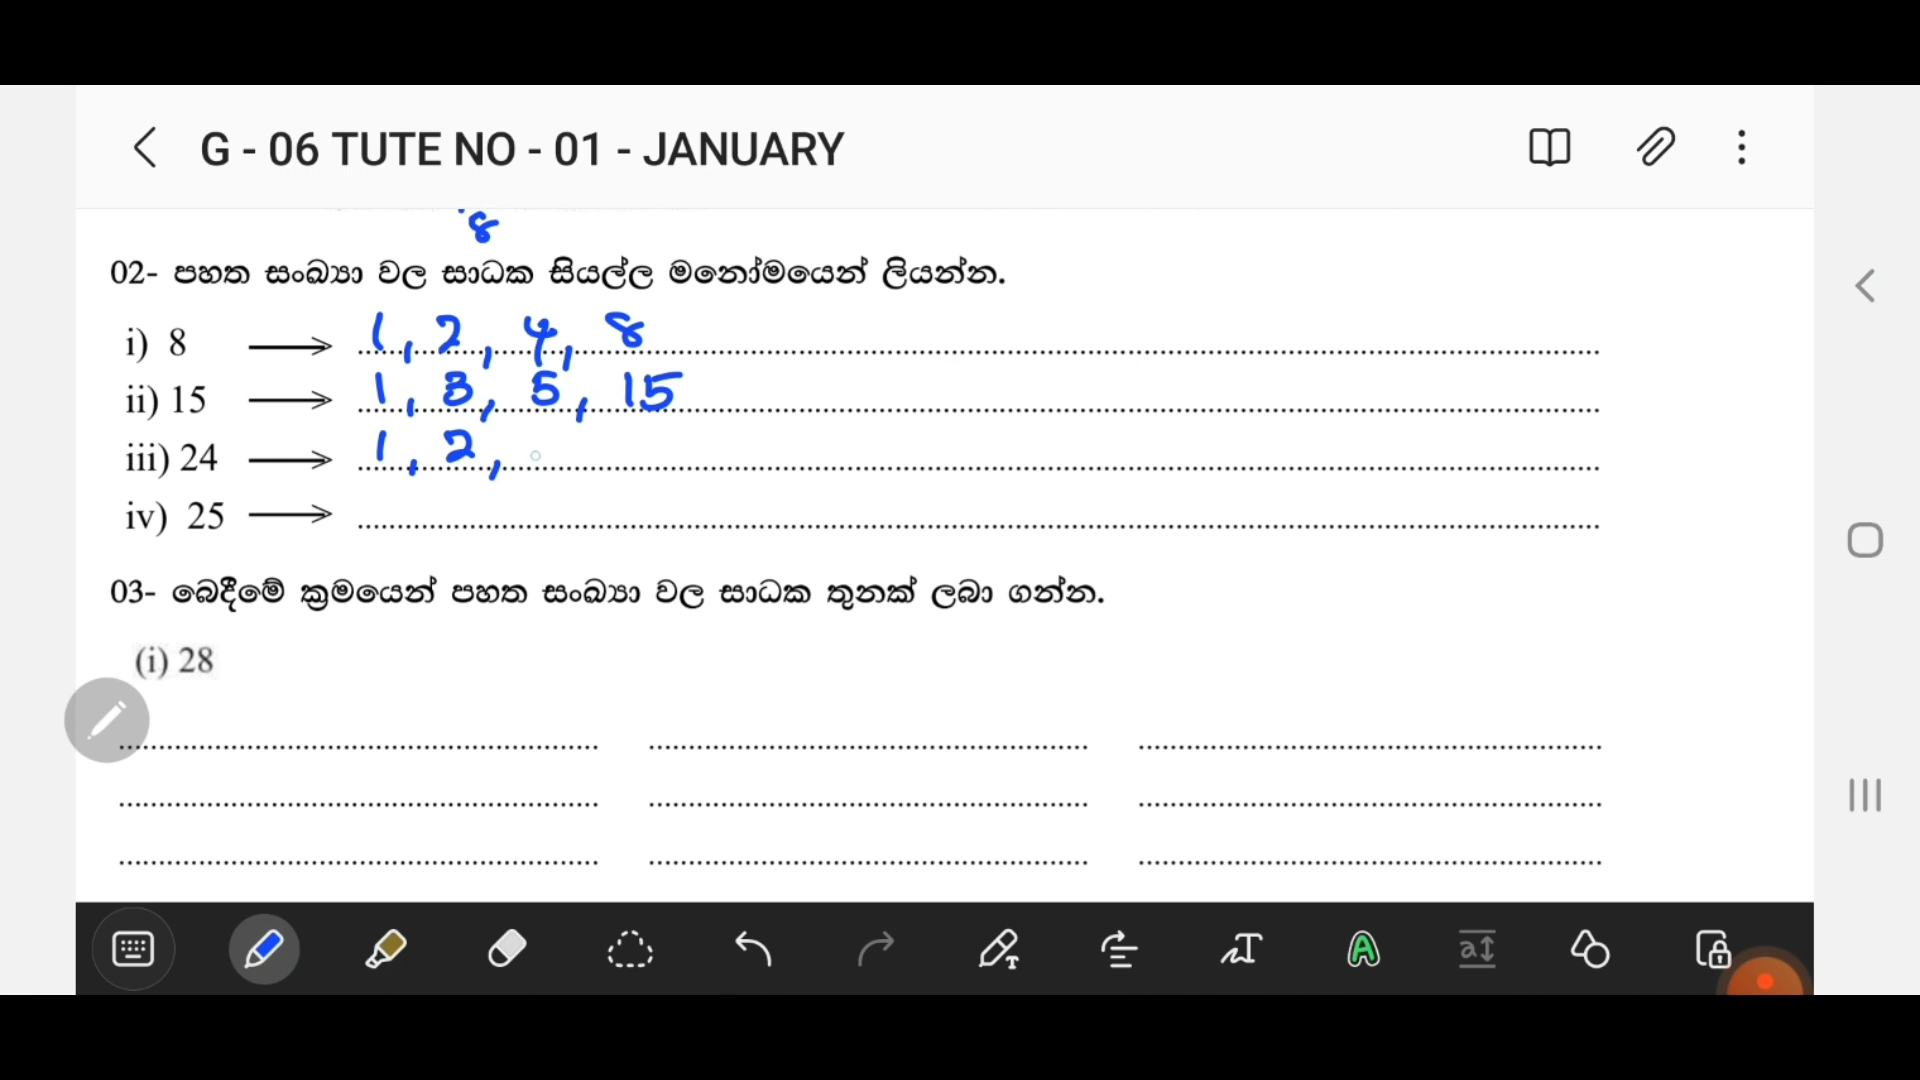 G - 06 TUTE NO - 01 - JANUARY
8
02- පහත සංඛ්‍යා වල සාධක සියල්ල මනෝමයෙන් ලියන්න.
i) 8 ⟶ 1, 2, 4, 8
ii) 15 ⟶ 1, 3, 5, 15
iii) 24 ⟶ 1, 2,
iv) 25 ⟶
03- බෙදීමේ ක්‍රමයෙන් පහත සංඛ්‍යා වල සාධක තුනක් ලබා ගන්න.
(i) 28